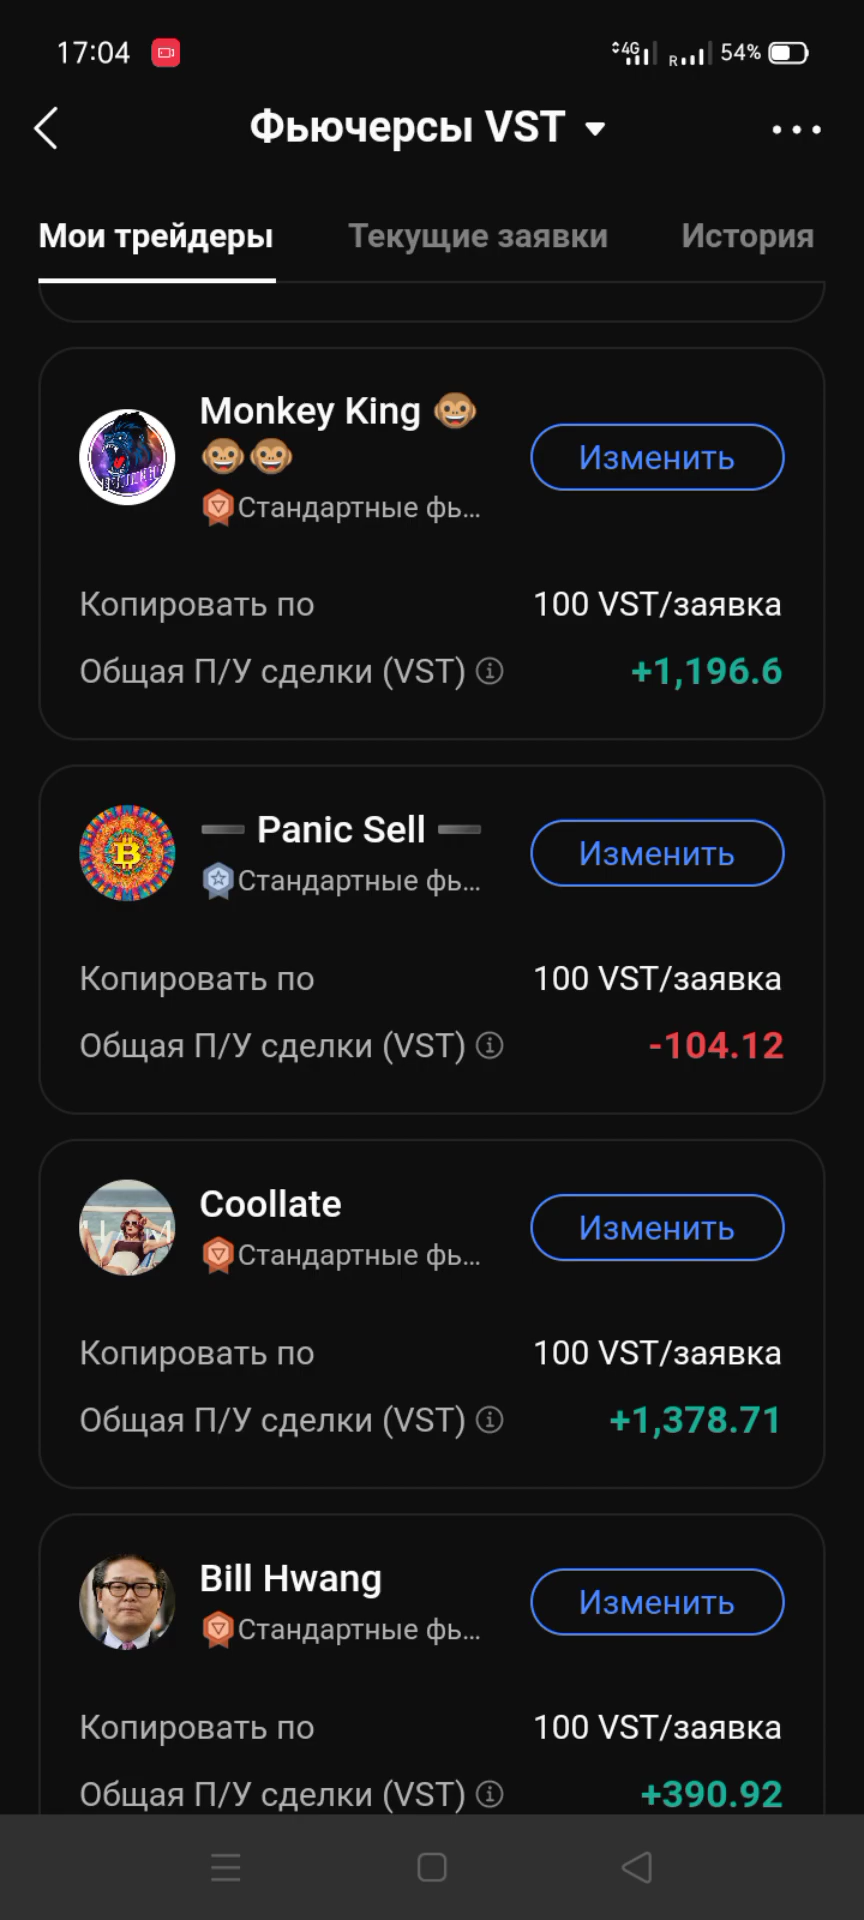 17:04
4G R 54%
Фьючерсы VST
Мои трейдеры Текущие заявки История
Monkey King 🐵
🐵🐵
Изменить
Стандартные фь...
Копировать по 100 VST/заявка
Общая П/У сделки (VST) +1,196.6
➖ Panic Sell ➖
Изменить
Стандартные фь...
Копировать по 100 VST/заявка
Общая П/У сделки (VST) -104.12
Coollate
Изменить
Стандартные фь...
Копировать по 100 VST/заявка
Общая П/У сделки (VST) +1,378.71
Bill Hwang
Изменить
Стандартные фь...
Копировать по 100 VST/заявка
Общая П/У сделки (VST) +390.92